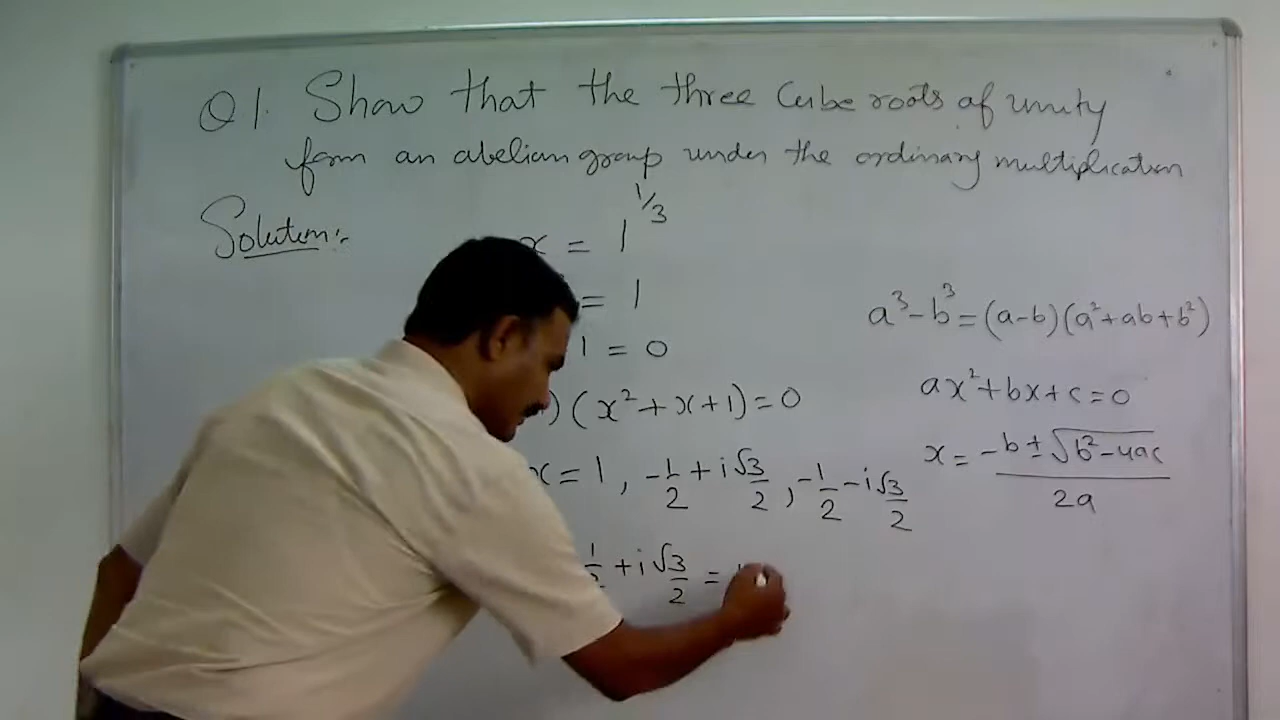 Q1. Show that the three Cube roots of unity
form an abelian group under the ordinary multiplication
Solution:-
x = 1^{1/3}
= 1
1 = 0
) (x² + x + 1) = 0
x = 1, -1/2 + i√3/2, -1/2 - i√3/2
1/2 + i√3/2 =
a³ - b³ = (a-b)(a² + ab + b²)
ax² + bx + c = 0
x = -b ± √b² - 4ac / 2a